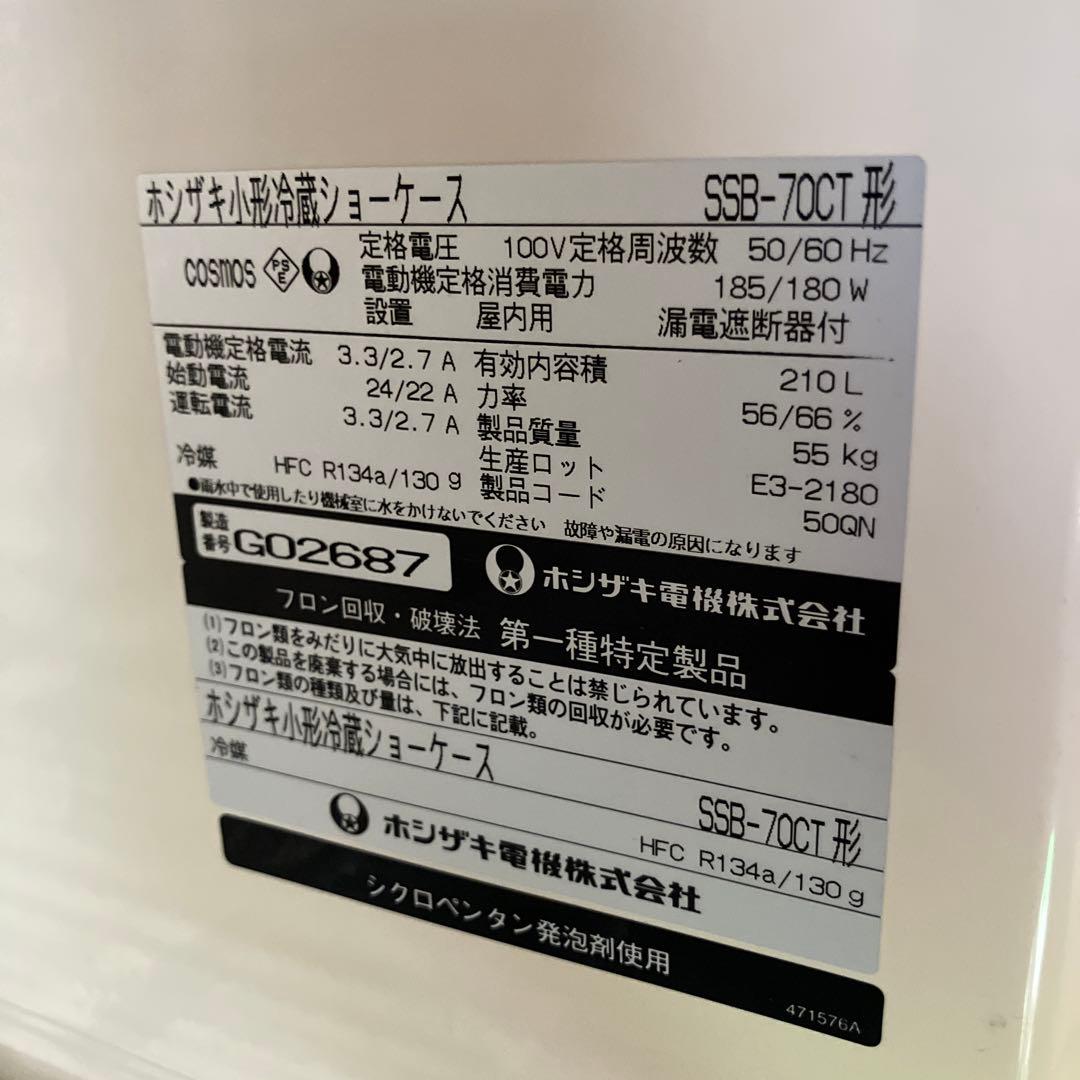 ホシザキ小形冷蔵ショーケース SSB-70CT 形
cosmos PSE 定格電圧 100V 定格周波数 50/60 Hz
電動機定格消費電力 185/180 W
設置 屋内用 漏電遮断器付
電動機定格電流 3.3/2.7 A 有効内容積 210 L
始動電流 24/22 A 力率 56/66 %
運転電流 3.3/2.7 A 製品質量 55 kg
冷媒 HFC R134a/130 g 生産ロット E3-2180
製品コード 50QN
●雨水中で使用したり機械室に水をかけないでください 故障や漏電の原因になります
製造番号 G02687 ホシザキ電機株式会社
フロン回収・破壊法 第一種特定製品
(1)フロン類をみだりに大気中に放出することは禁じられています。
(2)この製品を廃棄する場合には、フロン類の回収が必要です。
(3)フロン類の種類及び量は、下記に記載。
ホシザキ小形冷蔵ショーケース SSB-70CT 形
冷媒 HFC R134a/130 g
ホシザキ電機株式会社
シクロペンタン発泡剤使用
471576A